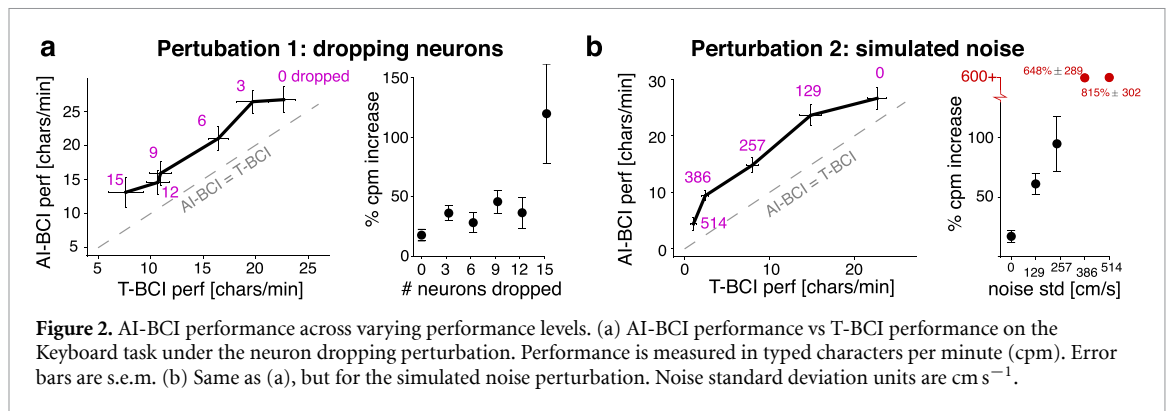 a
Pertubation 1: dropping neurons
AI-BCI perf [chars/min]
25
20
15
10
5
0 dropped
3
6
9
12
15
AI-BCI = T-BCI
5
10
15
20
25
T-BCI perf [chars/min]
% cpm increase
150
100
50
0
0
3
6
9
12
15
# neurons dropped
b
Perturbation 2: simulated noise
AI-BCI perf [chars/min]
30
20
10
0
0
129
257
386
514
AI-BCI = T-BCI
0
10
20
T-BCI perf [chars/min]
% cpm increase
600+
100
50
648% ± 289
815% ± 302
0
129
257
386
514
noise std [cm/s]
Figure 2. AI-BCI performance across varying performance levels. (a) AI-BCI performance vs T-BCI performance on the
Keyboard task under the neuron dropping perturbation. Performance is measured in typed characters per minute (cpm). Error
bars are s.e.m. (b) Same as (a), but for the simulated noise perturbation. Noise standard deviation units are cm s⁻¹.